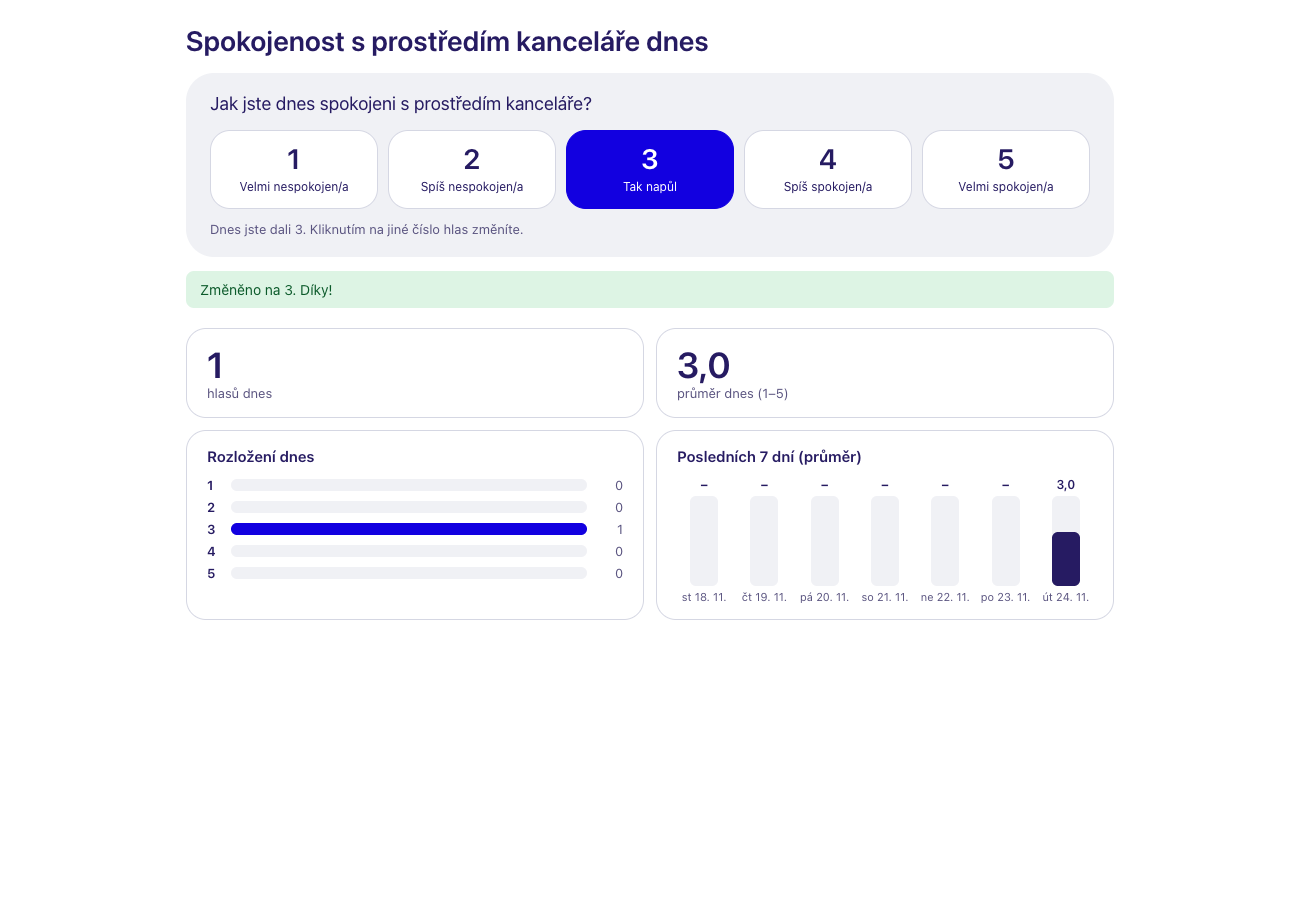 Spokojenost s prostředím kanceláře dnes
Jak jste dnes spokojeni s prostředím kanceláře?
1
Velmi nespokojen/a
2
Spíš nespokojen/a
3
Tak napůl
4
Spíš spokojen/a
5
Velmi spokojen/a
Dnes jste dali 3. Kliknutím na jiné číslo hlas změníte.
Změněno na 3. Díky!
1
hlasů dnes
3,0
průměr dnes (1–5)
Rozložení dnes
1 0
2 0
3 1
4 0
5 0
Posledních 7 dní (průměr)
– – – – – – 3,0
st 18. 11. čt 19. 11. pá 20. 11. so 21. 11. ne 22. 11. po 23. 11. út 24. 11.